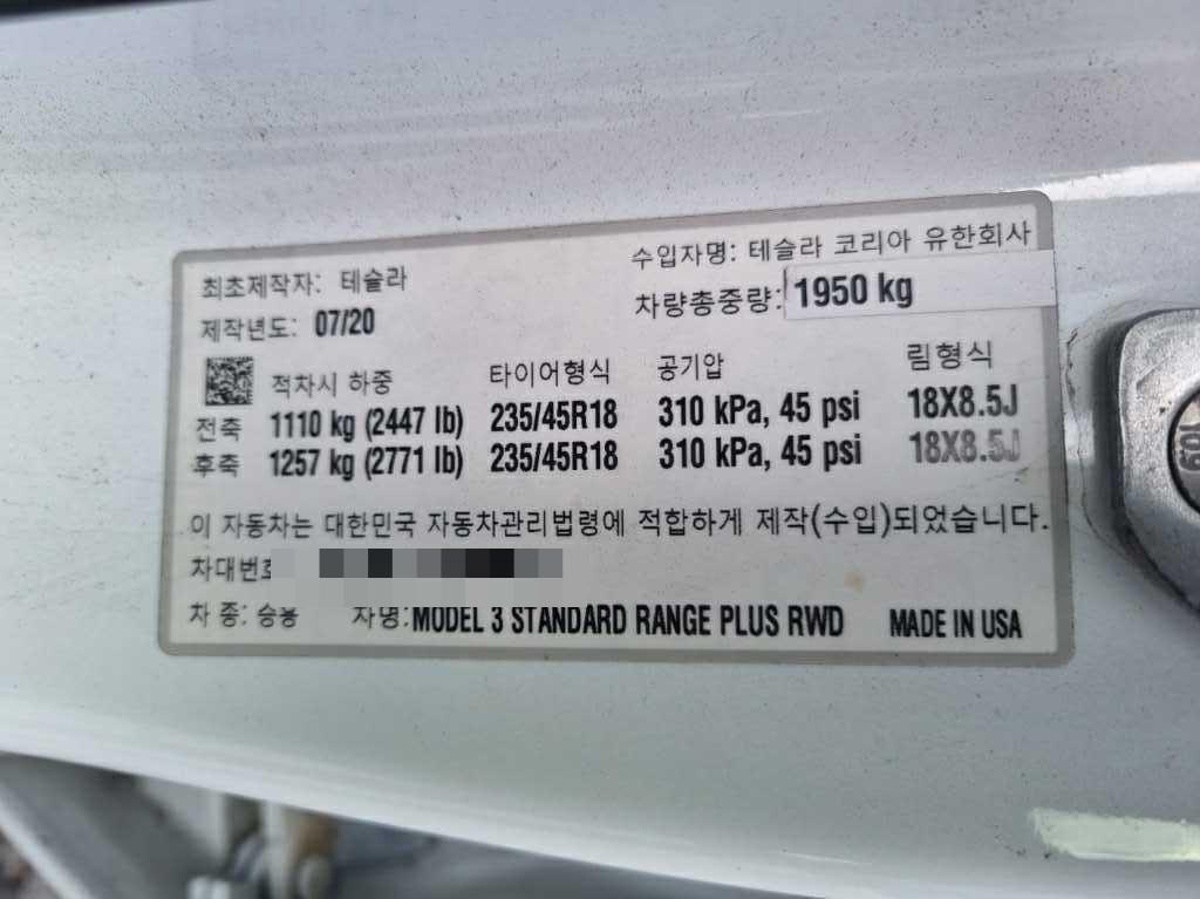 최초제작자: 테슬라
수입자명: 테슬라 코리아 유한회사
제작년도: 07/20
차량총중량: 1950 kg
적차시 하중 타이어형식 공기압 림형식
전축 1110 kg (2447 lb) 235/45R18 310 kPa, 45 psi 18X8.5J
후축 1257 kg (2771 lb) 235/45R18 310 kPa, 45 psi 18X8.5J
이 자동차는 대한민국 자동차관리법령에 적합하게 제작(수입)되었습니다.
차대번호
차 종: 승용 차명: MODEL 3 STANDARD RANGE PLUS RWD MADE IN USA